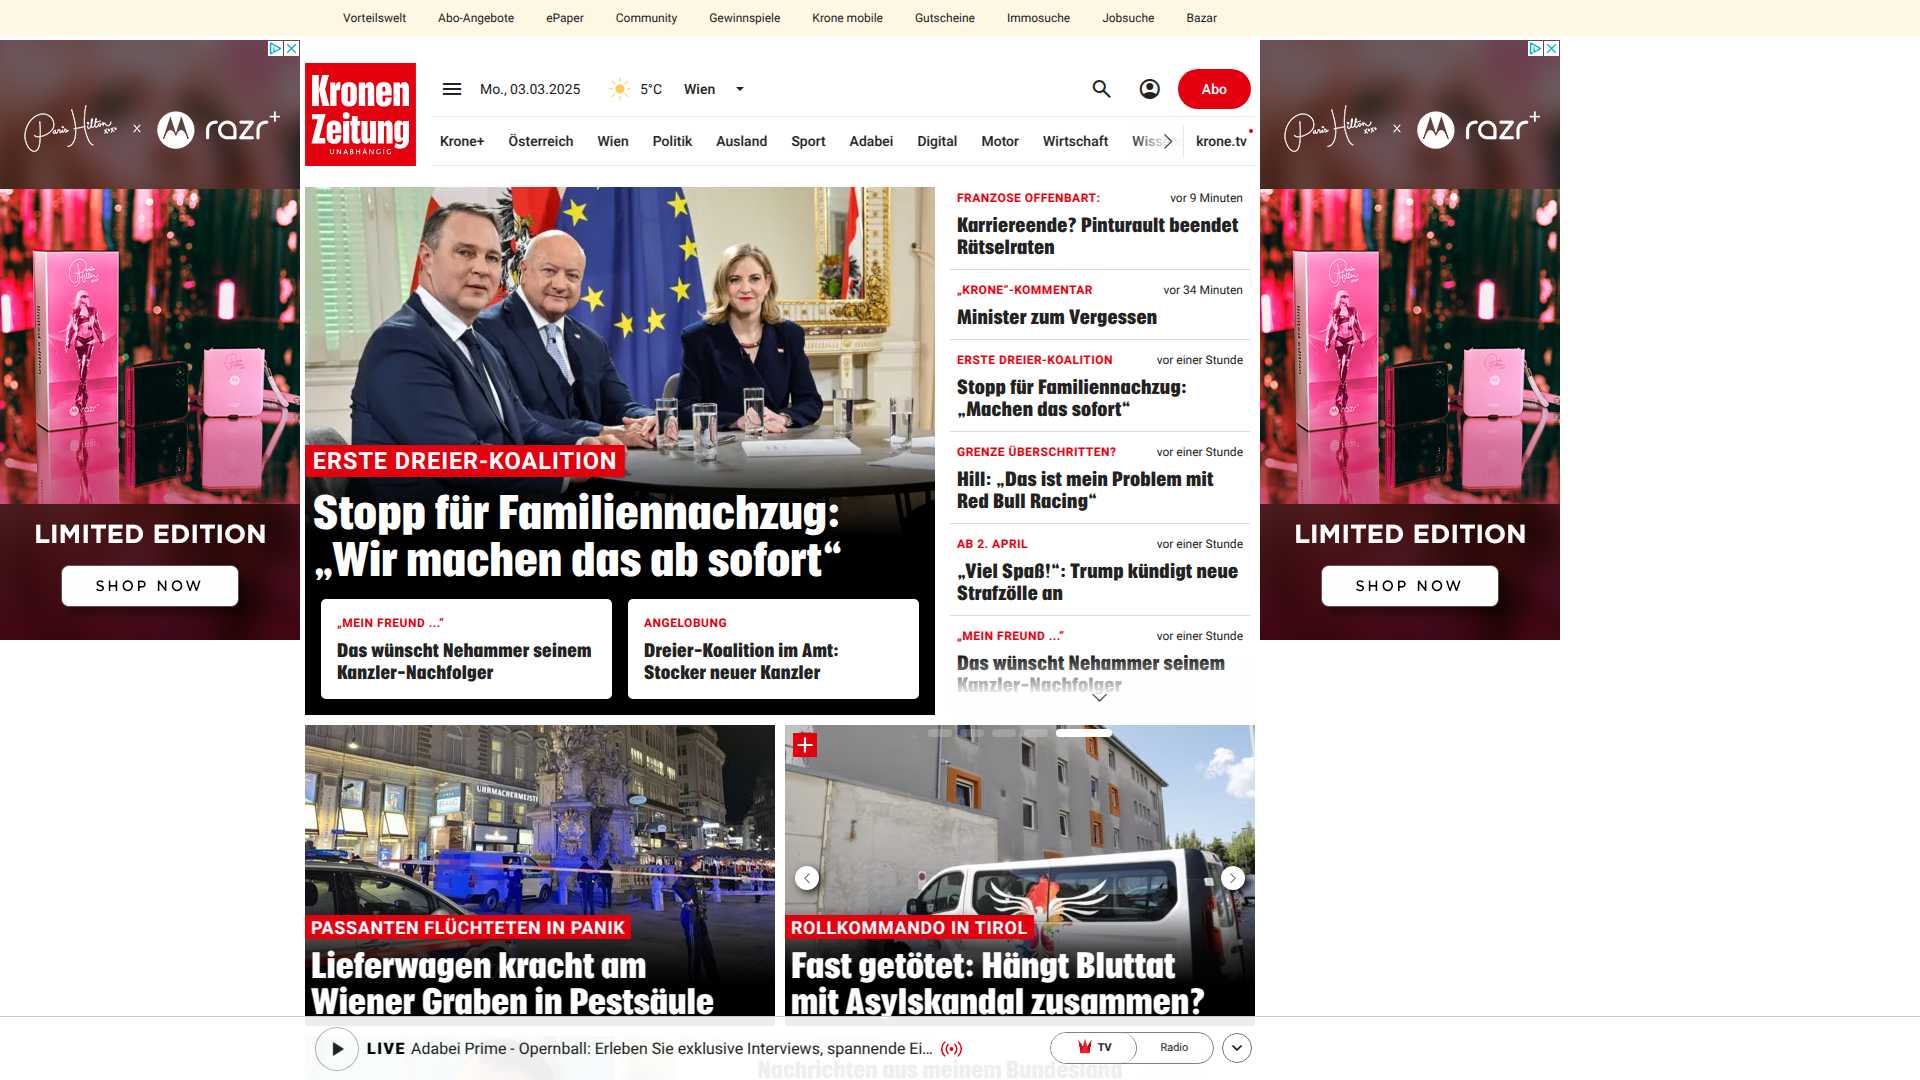 Vorteilswelt Abo-Angebote ePaper Community Gewinnspiele Krone mobile Gutscheine Immosuche Jobsuche Bazar
Paris Hilton xoxo x razr+
LIMITED EDITION
SHOP NOW
Kronen
Zeitung
UNABHÄNGIG
Mo., 03.03.2025 5°C Wien
Abo
Krone+ Österreich Wien Politik Ausland Sport Adabei Digital Motor Wirtschaft Wissen krone.tv
ERSTE DREIER-KOALITION
Stopp für Familiennachzug:
„Wir machen das ab sofort“
„MEIN FREUND ...“
Das wünscht Nehammer seinem
Kanzler-Nachfolger
ANGELOBUNG
Dreier-Koalition im Amt:
Stocker neuer Kanzler
FRANZOSE OFFENBART: vor 9 Minuten
Karriereende? Pinturault beendet
Rätselraten
„KRONE“-KOMMENTAR vor 34 Minuten
Minister zum Vergessen
ERSTE DREIER-KOALITION vor einer Stunde
Stopp für Familiennachzug:
„Machen das sofort“
GRENZE ÜBERSCHRITTEN? vor einer Stunde
Hill: „Das ist mein Problem mit
Red Bull Racing“
AB 2. APRIL vor einer Stunde
„Viel Spaß!“: Trump kündigt neue
Strafzölle an
„MEIN FREUND ...“ vor einer Stunde
Das wünscht Nehammer seinem
Kanzler-Nachfolger
Paris Hilton xoxo x razr+
LIMITED EDITION
SHOP NOW
UHRMACHERMEISTER
PASSANTEN FLÜCHTETEN IN PANIK
Lieferwagen kracht am
Wiener Graben in Pestsäule
ROLLKOMMANDO IN TIROL
Fast getötet: Hängt Bluttat
mit Asylskandal zusammen?
LIVE Adabei Prime - Opernball: Erleben Sie exklusive Interviews, spannende Ei...
TV Radio
Nachrichten aus meinem Bundesland